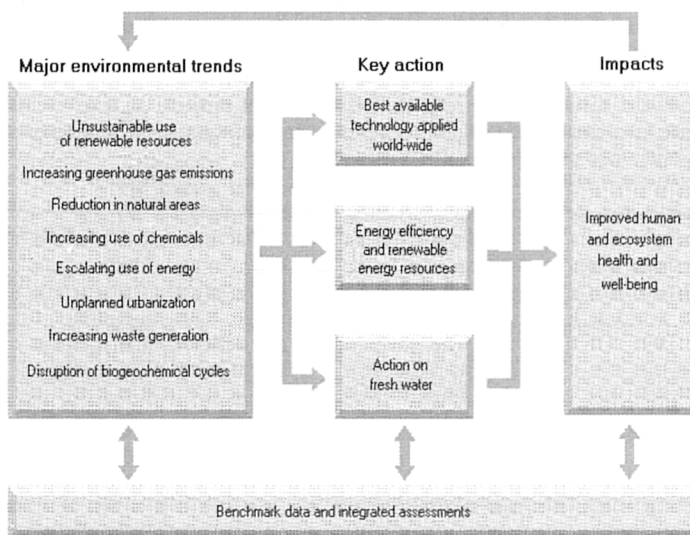 Major environmental trends
Unsustainable use
of renewable resources
Increasing greenhouse gas emissions
Reduction in natural areas
Increasing use of chemicals
Escalating use of energy
Unplanned urbanization
Increasing waste generation
Disruption of biogeochemical cycles
Key action
Best available
technology applied
world-wide
Energy efficiency
and renewable
energy resources
Action on
fresh water
Impacts
Improved human
and ecosystem
health and
well-being
Benchmark data and integrated assessments